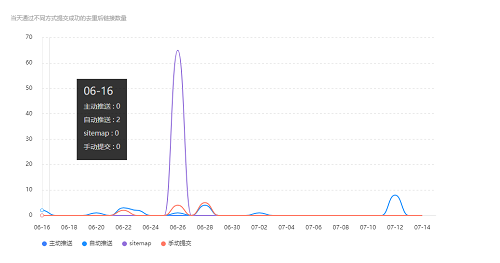 当天通过不同方式提交成功的去重后链接数量
70
60
50
40
30
20
10
0
06-16
主动推送 : 0
自动推送 : 2
sitemap : 0
手动提交 : 0
06-16 06-18 06-20 06-22 06-24 06-26 06-28 06-30 07-02 07-04 07-06 07-08 07-10 07-12 07-14
主动推送 自动推送 sitemap 手动提交